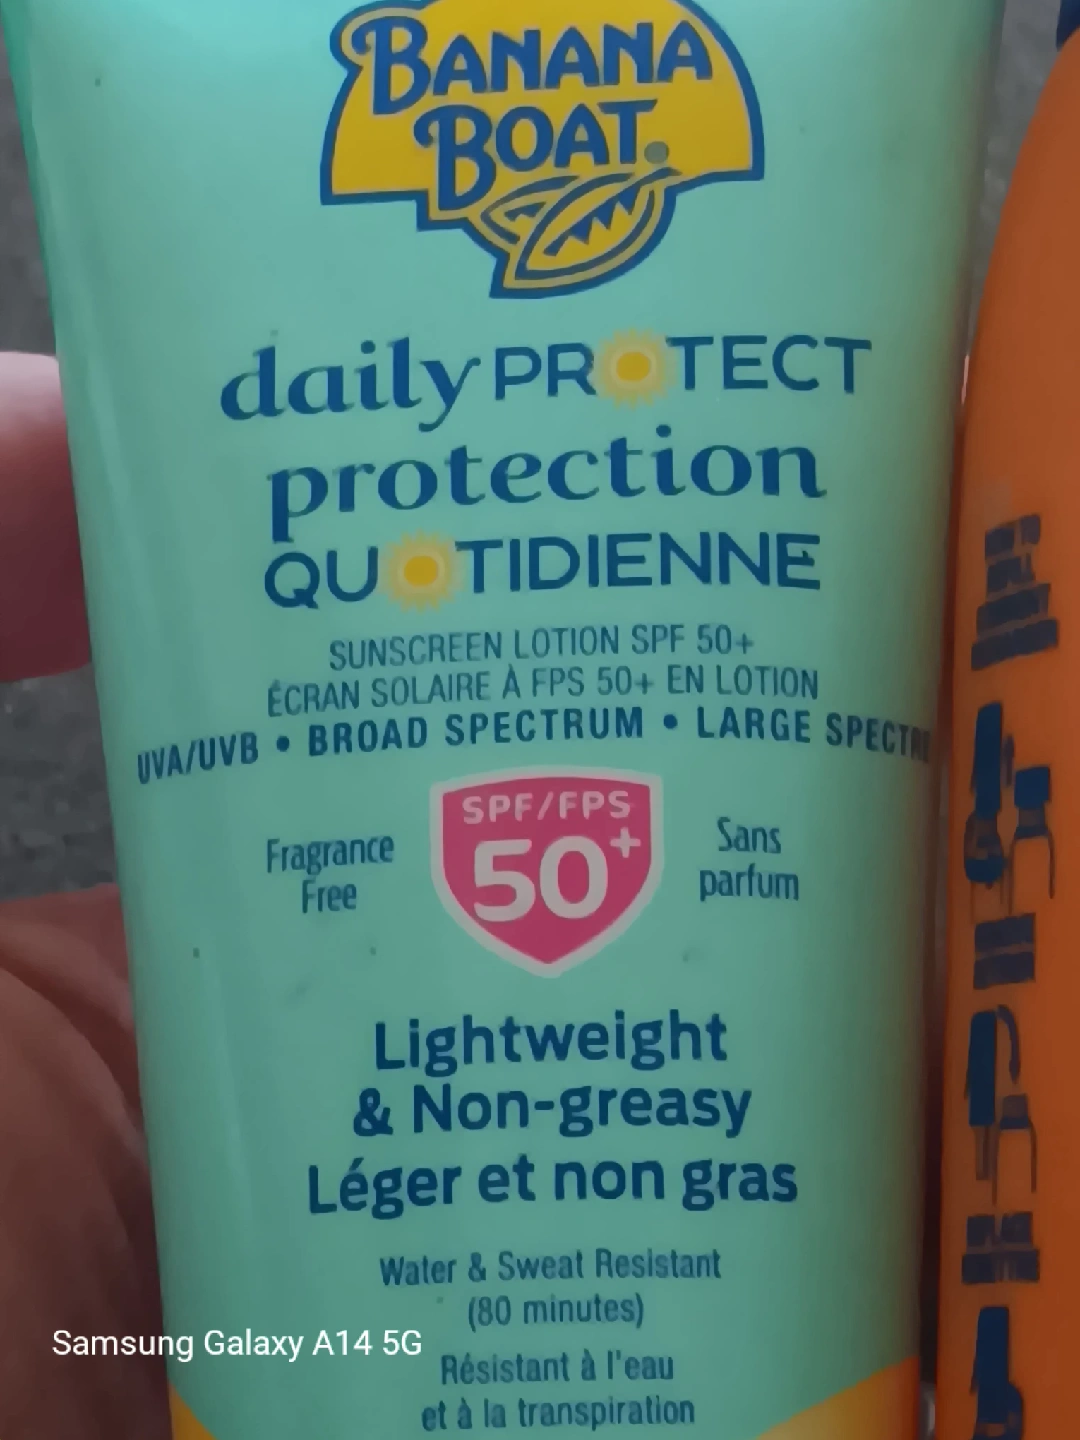 BANANA
BOAT
daily PROTECT
protection
QUOTIDIENNE
SUNSCREEN LOTION SPF 50+
ÉCRAN SOLAIRE À FPS 50+ EN LOTION
UVA/UVB • BROAD SPECTRUM • LARGE
SPF/FPS
50+
Fragrance
Free
Sans
parfum
Lightweight
& Non-greasy
Léger et non gras
Water & Sweat Resistant
(80 minutes)
Résistant à l'eau
et à la transpiration
Samsung Galaxy A14 5G